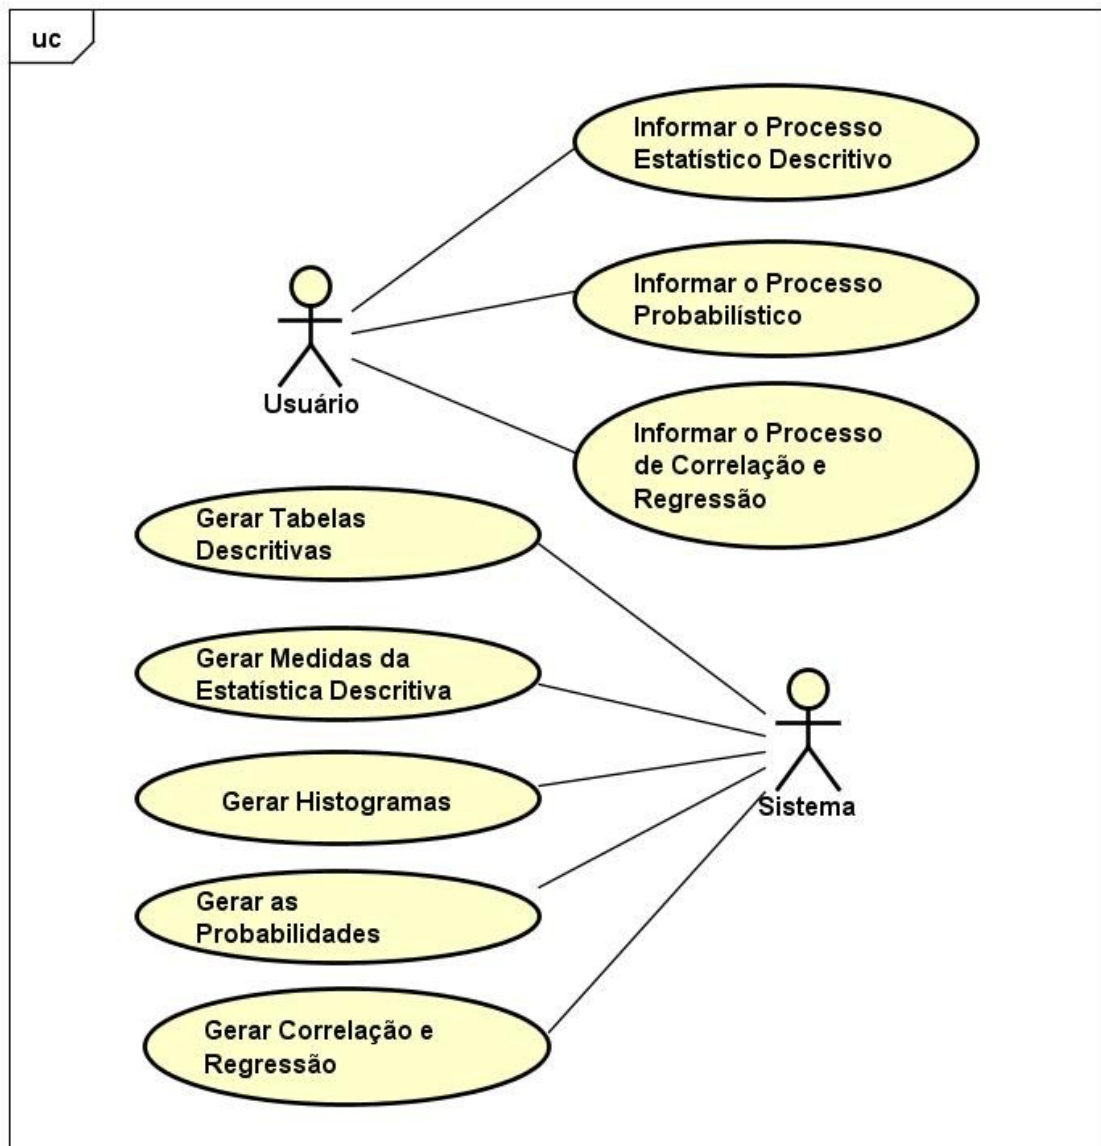 uc
Informar o Processo
Estatístico Descritivo
Informar o Processo
Probabilístico
Usuário
Informar o Processo
de Correlação e
Regressão
Gerar Tabelas
Descritivas
Gerar Medidas da
Estatística Descritiva
Gerar Histogramas
Sistema
Gerar as
Probabilidades
Gerar Correlação e
Regressão